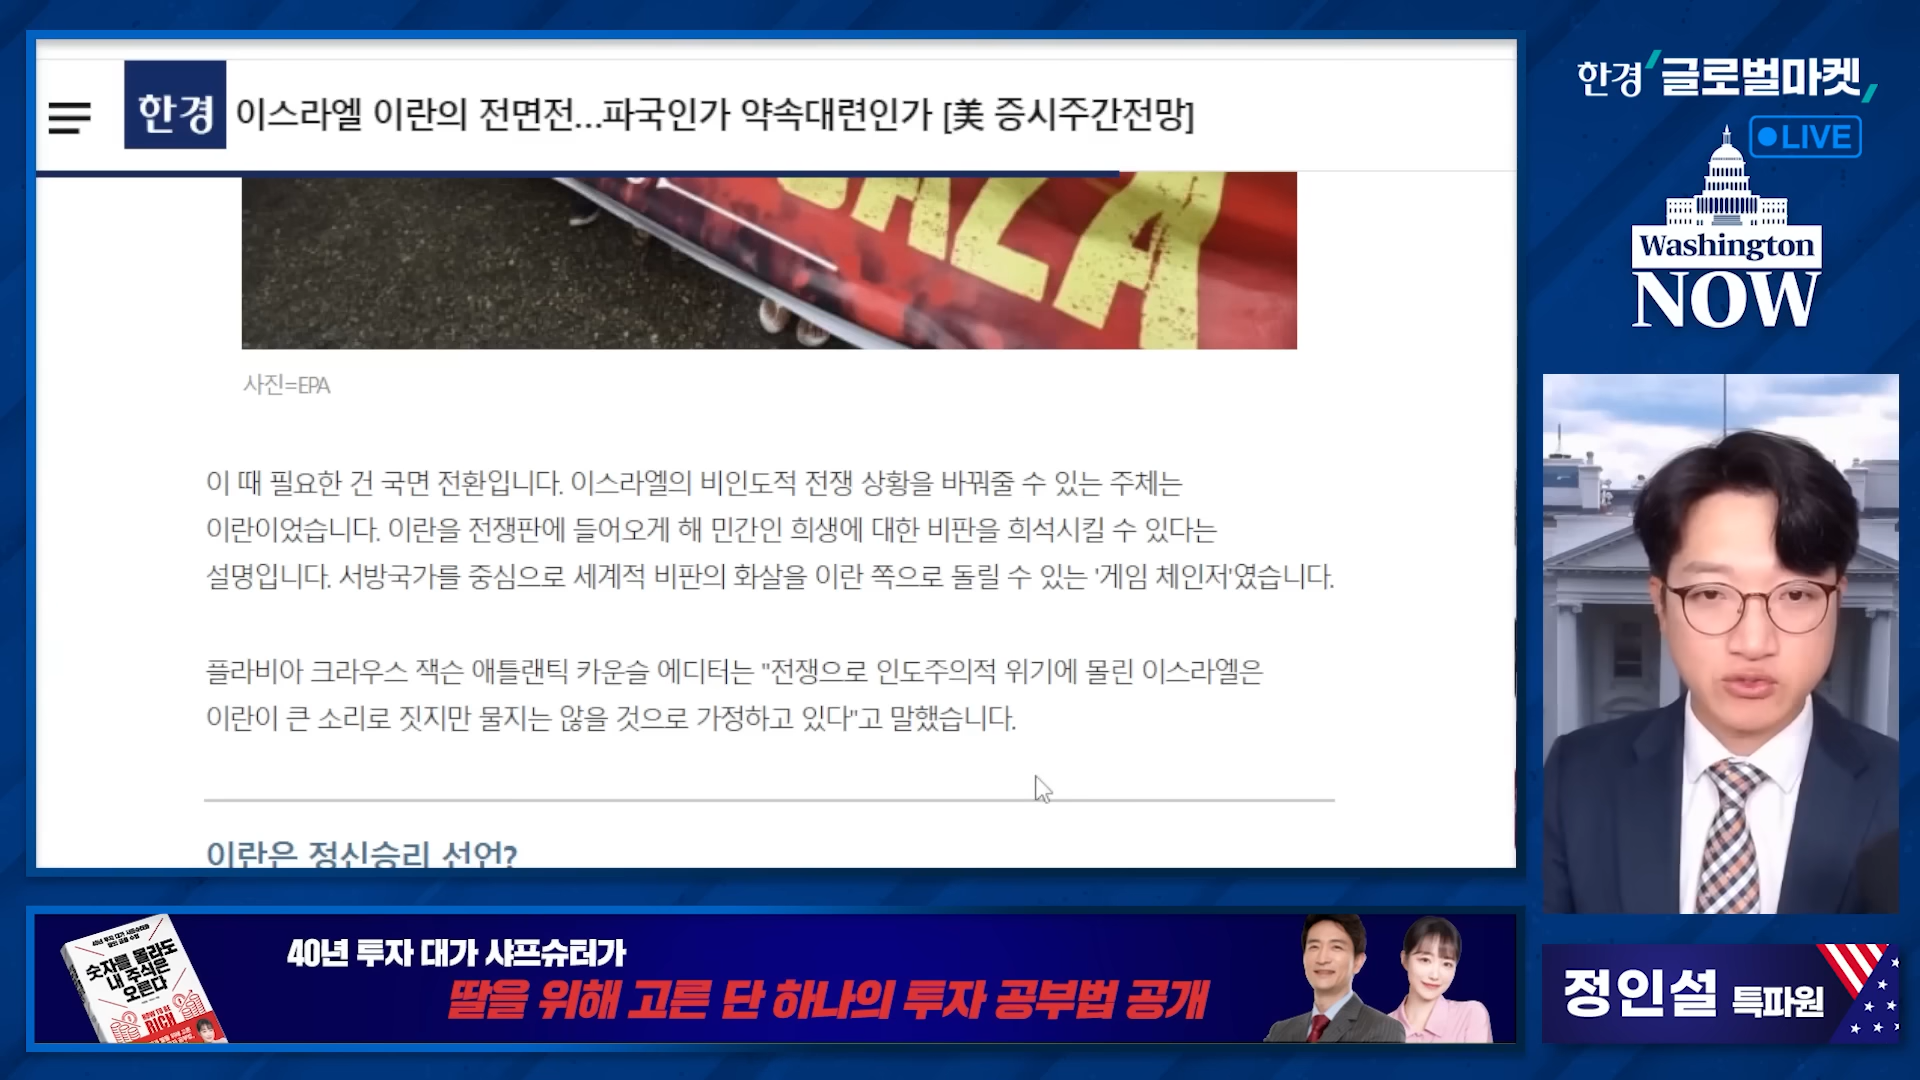 한경 이스라엘 이란의 전면전...파국인가 약속대련인가 [美 증시주간전망]
GAZA
사진=EPA
이 때 필요한 건 국면 전환입니다. 이스라엘의 비인도적 전쟁 상황을 바꿔줄 수 있는 주체는
이란이었습니다. 이란을 전쟁판에 들어오게 해 민간인 희생에 대한 비판을 희석시킬 수 있다는
설명입니다. 서방국가를 중심으로 세계적 비판의 화살을 이란 쪽으로 돌릴 수 있는 '게임 체인저'였습니다.
플라비아 크라우스 잭슨 애틀랜틱 카운슬 에디터는 "전쟁으로 인도주의적 위기에 몰린 이스라엘은
이란이 큰 소리로 짖지만 물지는 않을 것으로 가정하고 있다"고 말했습니다.
이란은 정신승리 선언?
한경 글로벌마켓
LIVE
Washington
NOW
정인설 특파원
숫자를 몰라도
내 주식은
오른다
HOW TO BE
RICH
40년 투자 대가 샤프슈터가
딸을 위해 고른 단 하나의 투자 공부법 공개